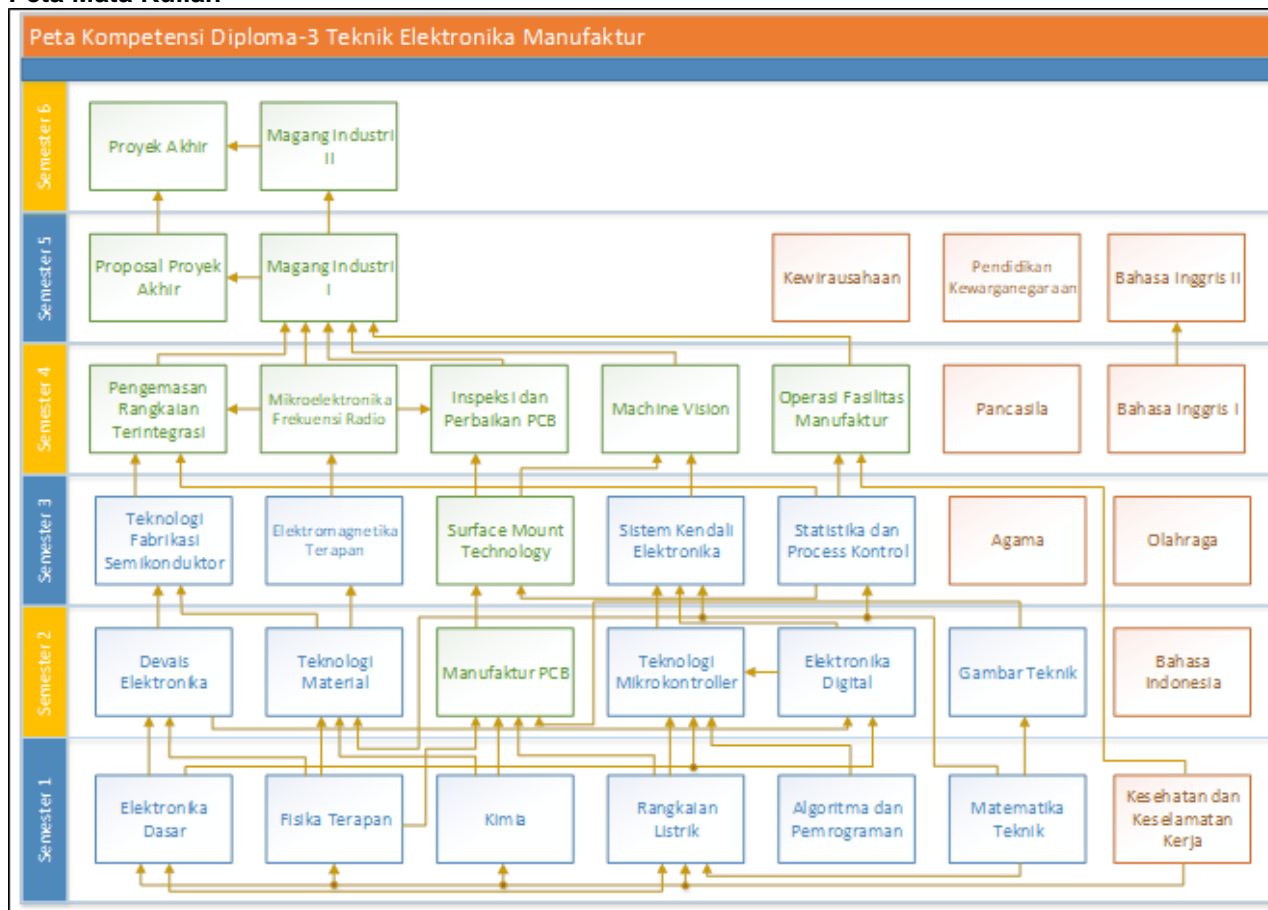 Peta Kompetensi Diploma-3 Teknik Elektronika Manufaktur
Semester 6
Proyek Akhir
Magang Industri
II
Semester 5
Proposal Proyek
Akhir
Magang Industri
I
Kewirausahaan
Pendidikan
Kewarganegaraan
Bahasa Inggris II
Semester 4
Pengemasan
Rangkaian
Terintegrasi
Mikroelektronika
Frekuensi Radio
Inspeksi dan
Perbaikan PCB
Machine Vision
Operasi Fasilitas
Manufaktur
Pancasila
Bahasa Inggris I
Semester 3
Teknologi
Fabrikasi
Semikonduktor
Elektromagnetika
Terapan
Surface Mount
Technology
Sistem Kendali
Elektronika
Statistika dan
Process Kontrol
Agama
Olahraga
Semester 2
Devais
Elektronika
Teknologi
Material
Manufaktur PCB
Teknologi
Mikrokontroller
Elektronika
Digital
Gambar Teknik
Bahasa
Indonesia
Semester 1
Elektronika
Dasar
Fisika Terapan
Kimia
Rangkaian
Listrik
Algoritma dan
Pemrograman
Matematika
Teknik
Kesehatan dan
Keselamatan
Kerja